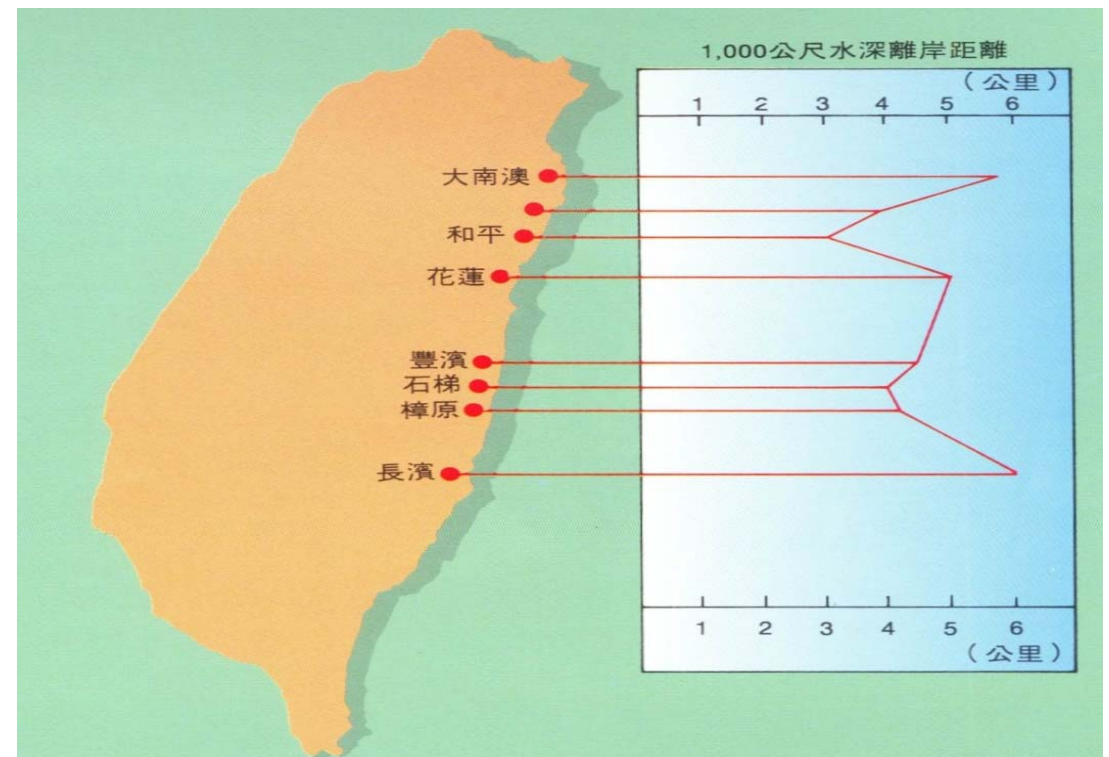 1,000公尺水深離岸距離
(公里)
1 2 3 4 5 6
大南澳
和平
花蓮
豐濱
石梯
樟原
長濱
1 2 3 4 5 6
(公里)